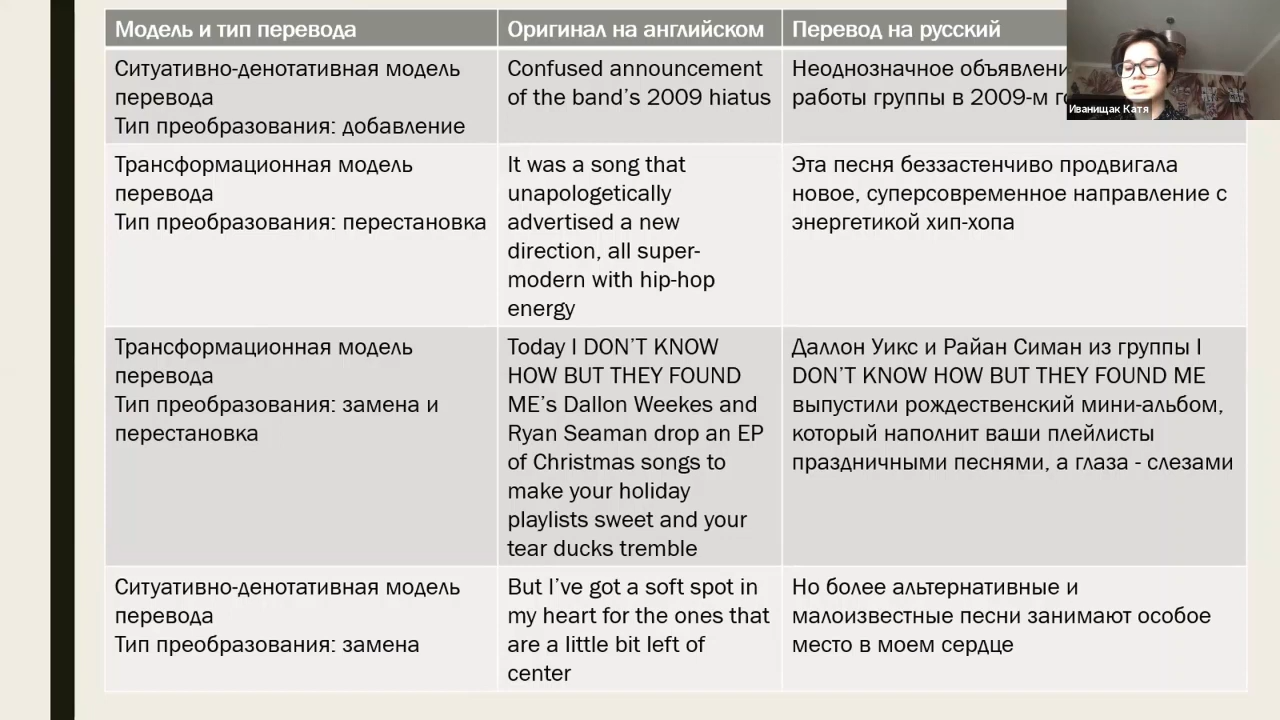 Модель и тип перевода
Оригинал на английском
Перевод на русский
Ситуативно-денотативная модель
перевода
Тип преобразования: добавление
Confused announcement
of the band’s 2009 hiatus
Неоднозначное
работы группы в 2009-м
Иванищак Катя
Трансформационная модель
перевода
Тип преобразования: перестановка
It was a song that
unapologetically
advertised a new
direction, all super-
modern with hip-hop
energy
Эта песня беззастенчиво продвигала
новое, суперсовременное направление с
энергетикой хип-хопа
Трансформационная модель
перевода
Тип преобразования: замена и
перестановка
Today I DON’T KNOW
HOW BUT THEY FOUND
ME’s Dallon Weekes and
Ryan Seaman drop an EP
of Christmas songs to
make your holiday
playlists sweet and your
tear ducks tremble
Даллон Уикс и Райан Симан из группы I
DON’T KNOW HOW BUT THEY FOUND ME
выпустили рождественский мини-альбом,
который наполнит ваши плейлисты
праздничными песнями, а глаза - слезами
Ситуативно-денотативная модель
перевода
Тип преобразования: замена
But I’ve got a soft spot in
my heart for the ones that
are a little bit left of
center
Но более альтернативные и
малоизвестные песни занимают особое
место в моем сердце